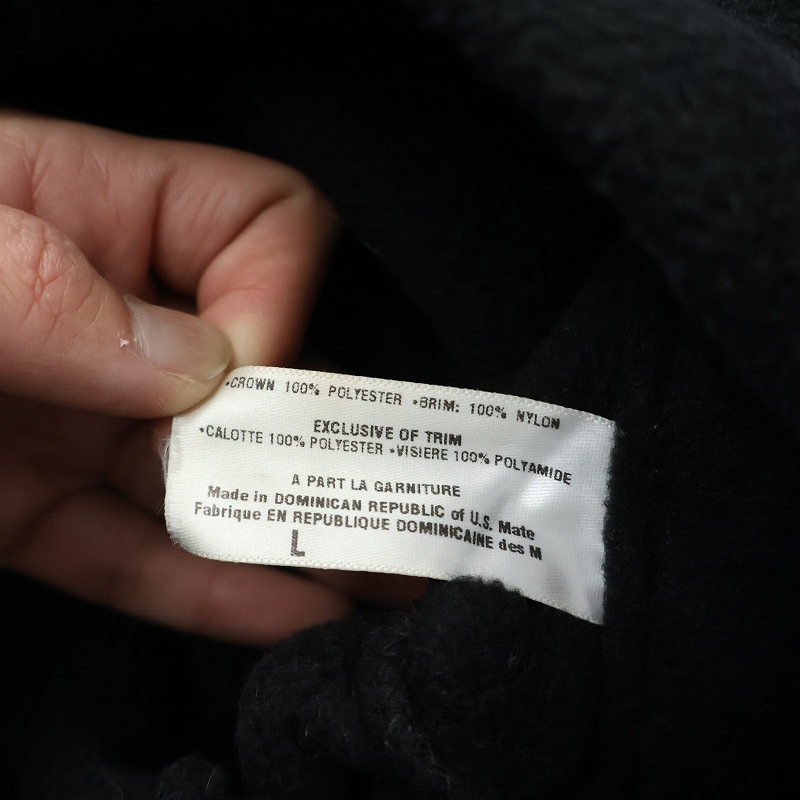 •CROWN 100% POLYESTER •BRIM: 100% NYLON
EXCLUSIVE OF TRIM
•CALOTTE 100% POLYESTER •VISIERE 100% POLYAMIDE
A PART LA GARNITURE
Made in DOMINICAN REPUBLIC of U.S. Mate
Fabrique EN REPUBLIQUE DOMINICAINE des M
L